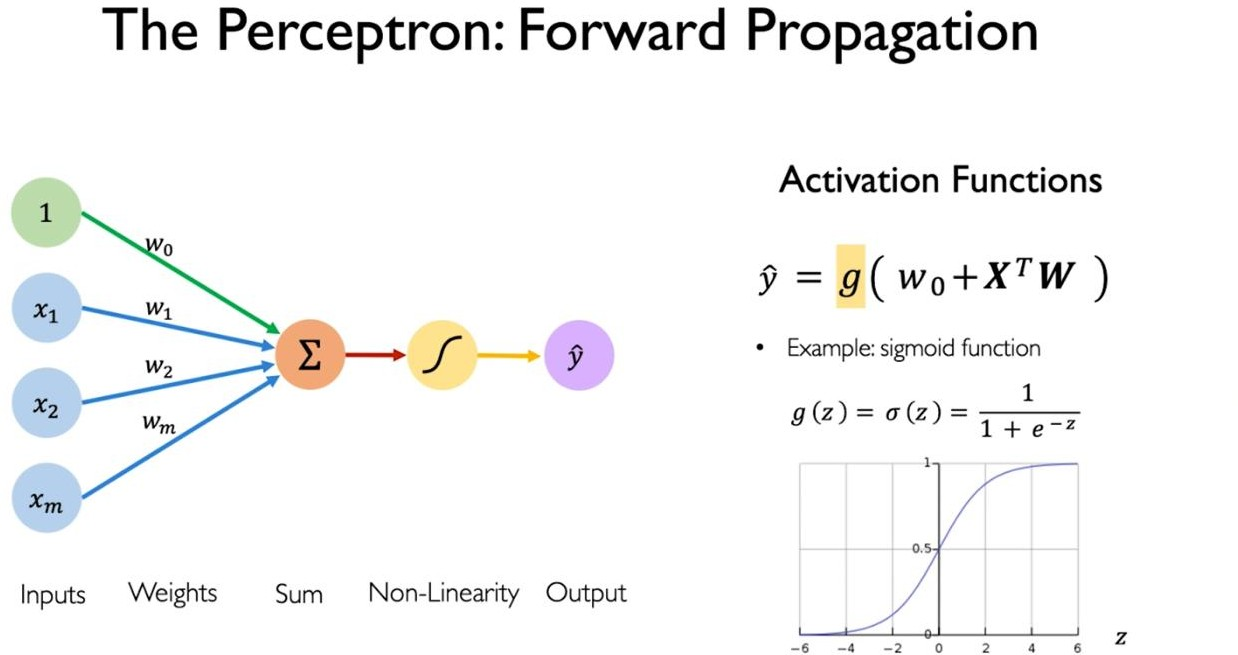 The Perceptron: Forward Propagation
1
x₁
x₂
xₘ
w₀
w₁
w₂
wₘ
Σ
∫
ŷ
Inputs Weights Sum Non-Linearity Output
Activation Functions
ŷ = g ( w₀ + XᵀW )
• Example: sigmoid function
g (z) = σ (z) = 1 / (1 + e⁻ᶻ)
1
0.5
0
−6 −4 −2 0 2 4 6
z